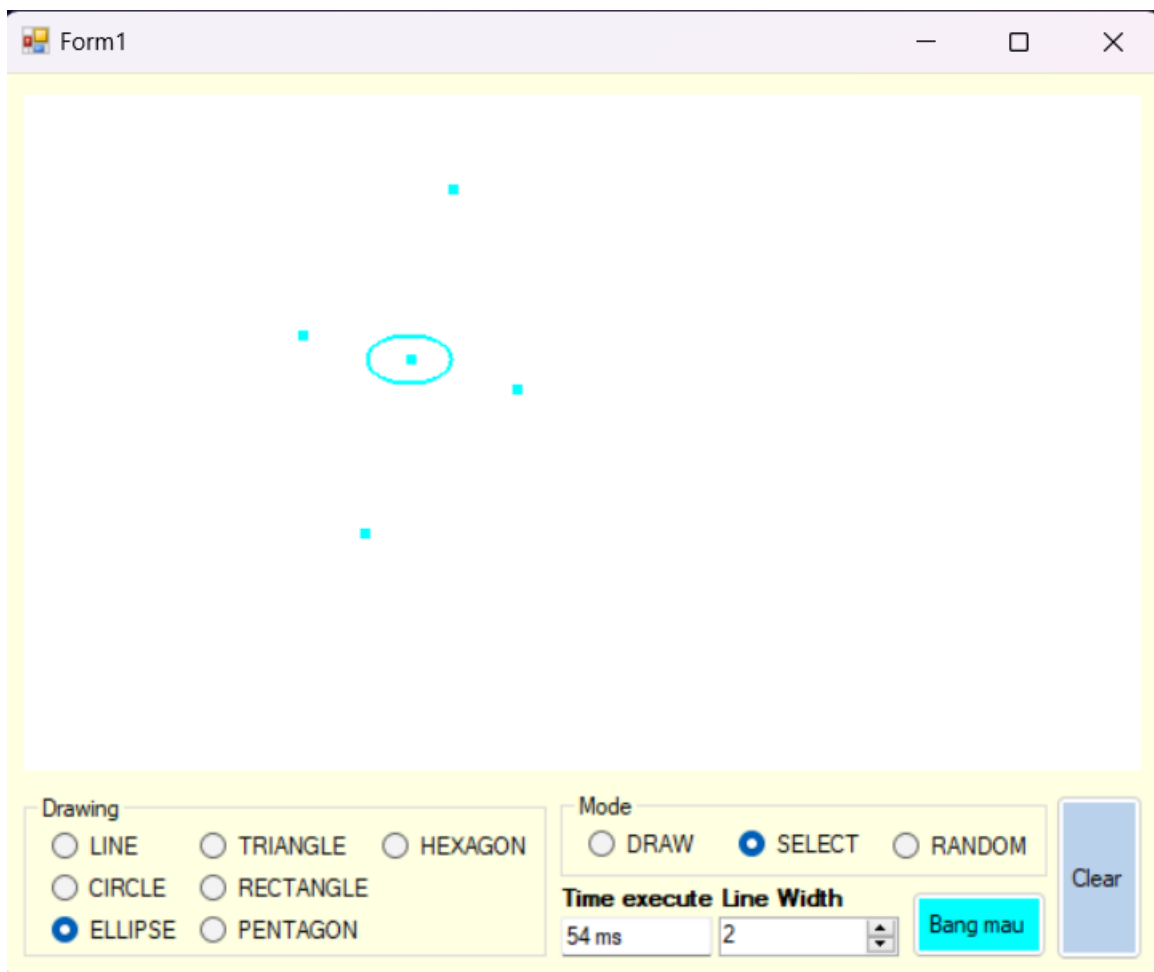 Form1
Drawing
LINE TRIANGLE HEXAGON
CIRCLE RECTANGLE
ELLIPSE PENTAGON
Mode
DRAW SELECT RANDOM
Time execute Line Width
54 ms 2
Bang mau
Clear